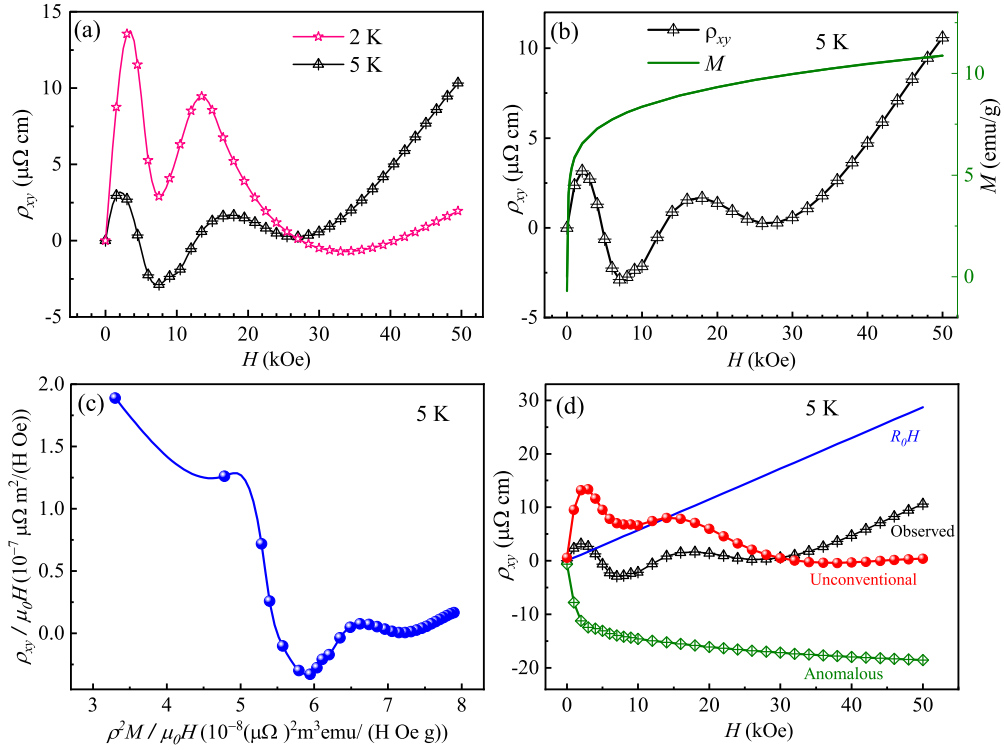 (a)
2 K
5 K
15
10
5
0
-5
ρxy (μΩ cm)
0 10 20 30 40 50
H (kOe)
(b)
ρxy
M
5 K
10
5
0
-5
ρxy (μΩ cm)
10
5
0
M (emu/g)
0 10 20 30 40 50
H (kOe)
(c)
5 K
2.0
1.5
1.0
0.5
0.0
ρxy / μ0H (10⁻⁷ μΩ m²/(H Oe))
3 4 5 6 7 8
ρ²M / μ0H (10⁻⁸(μΩ )²m³emu/ (H Oe g))
(d)
5 K
R0H
Observed
Unconventional
Anomalous
30
20
10
0
-10
-20
ρxy (μΩ cm)
0 10 20 30 40 50
H (kOe)